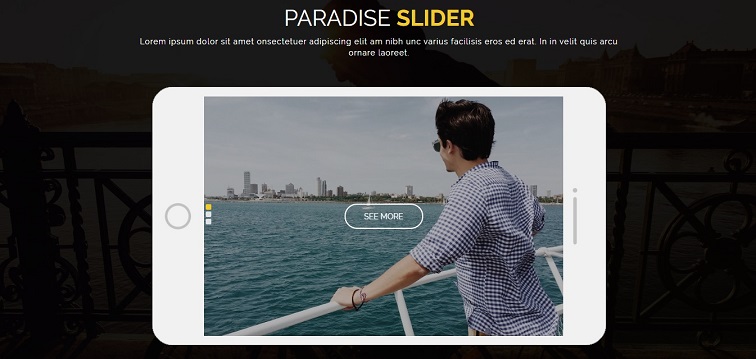 PARADISE SLIDER
Lorem ipsum dolor sit amet onsectetuer adipiscing elit am nibh unc varius facilisis eros ed erat. In in velit quis arcu
ornare laoreet.
SEE MORE